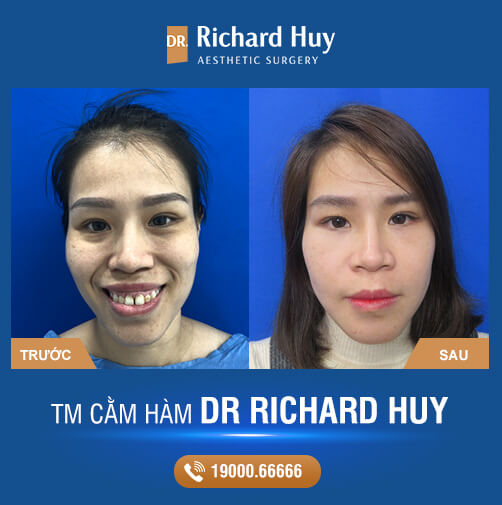 DR. Richard Huy
AESTHETIC SURGERY
TRƯỚC
SAU
TM CẰM HÀM DR RICHARD HUY
19000.66666